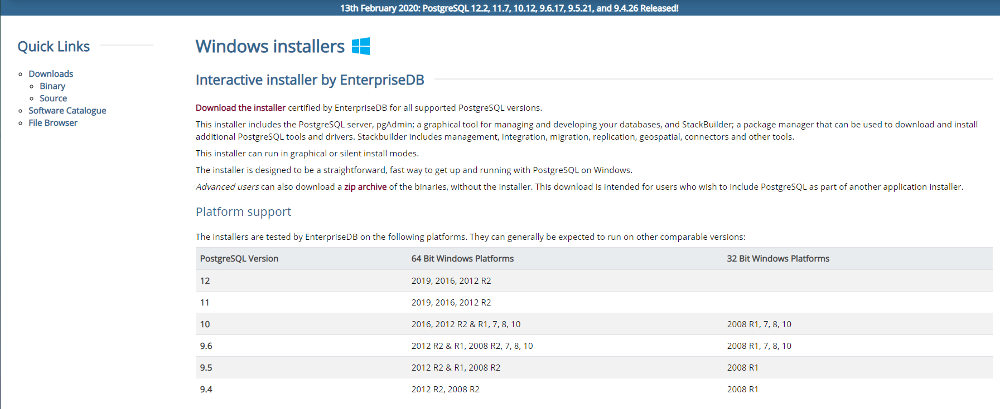 13th February 2020: PostgreSQL 12.2, 11.7, 10.12, 9.6.17, 9.5.21, and 9.4.26 Released!
Quick Links
Downloads
Binary
Source
Software Catalogue
File Browser
Windows installers
Interactive installer by EnterpriseDB
Download the installer certified by EnterpriseDB for all supported PostgreSQL versions.
This installer includes the PostgreSQL server, pgAdmin; a graphical tool for managing and developing your databases, and StackBuilder; a package manager that can be used to download and install
additional PostgreSQL tools and drivers. Stackbuilder includes management, integration, migration, replication, geospatial, connectors and other tools.
This installer can run in graphical or silent install modes.
The installer is designed to be a straightforward, fast way to get up and running with PostgreSQL on Windows.
Advanced users can also download a zip archive of the binaries, without the installer. This download is intended for users who wish to include PostgreSQL as part of another application installer.
Platform support
The installers are tested by EnterpriseDB on the following platforms. They can generally be expected to run on other comparable versions:
PostgreSQL Version 64 Bit Windows Platforms 32 Bit Windows Platforms
12 2019, 2016, 2012 R2
11 2019, 2016, 2012 R2
10 2016, 2012 R2 & R1, 7, 8, 10 2008 R1, 7, 8, 10
9.6 2012 R2 & R1, 2008 R2, 7, 8, 10 2008 R1, 7, 8, 10
9.5 2012 R2 & R1, 2008 R2 2008 R1
9.4 2012 R2, 2008 R2 2008 R1